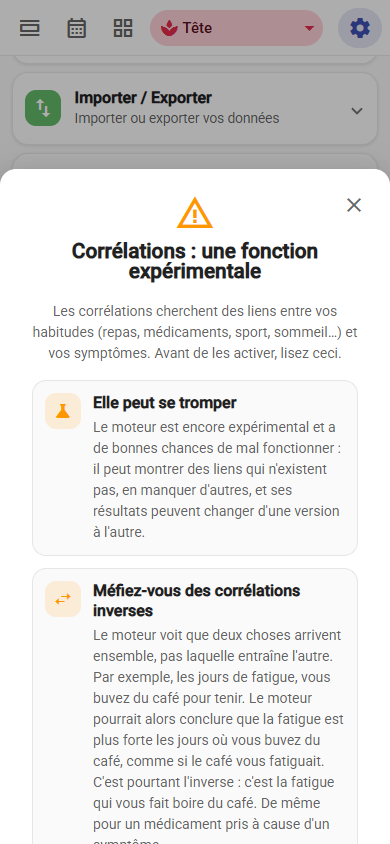 Tête
Importer / Exporter
Importer ou exporter vos données
Corrélations : une fonction
expérimentale
Les corrélations cherchent des liens entre vos
habitudes (repas, médicaments, sport, sommeil…) et
vos symptômes. Avant de les activer, lisez ceci.
Elle peut se tromper
Le moteur est encore expérimental et a
de bonnes chances de mal fonctionner :
il peut montrer des liens qui n'existent
pas, en manquer d'autres, et ses
résultats peuvent changer d'une version
à l'autre.
Méfiez-vous des corrélations
inverses
Le moteur voit que deux choses arrivent
ensemble, pas laquelle entraîne l'autre.
Par exemple, les jours de fatigue, vous
buvez du café pour tenir. Le moteur
pourrait alors conclure que la fatigue est
plus forte les jours où vous buvez du
café, comme si le café vous fatiguait.
C'est pourtant l'inverse : c'est la fatigue
qui vous fait boire du café. De même
pour un médicament pris à cause d'un
symptôme.